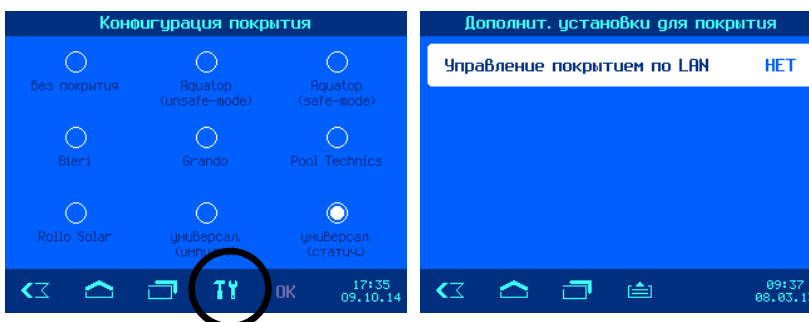 Конфигурация покрытия
без покрытия
Aquatop
(unsafe-mode)
Aquatop
(safe-mode)
Bieri
Grando
Pool Technics
Rollo Solar
универсал.
универсал.
(статич.)
OK
17:35
09.10.14
Дополнит. установки для покрытия
Управление покрытием по LAN
НЕТ
09:37